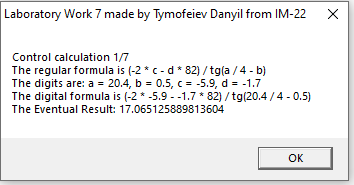 Laboratory Work 7 made by Tymofeiev Danyil from IM-22
Control calculation 1/7
The regular formula is (-2 * c - d * 82) / tg(a / 4 - b)
The digits are: a = 20.4, b = 0.5, c = -5.9, d = -1.7
The digital formula is (-2 * -5.9 - -1.7 * 82) / tg(20.4 / 4 - 0.5)
The Eventual Result: 17.065125889813604
OK